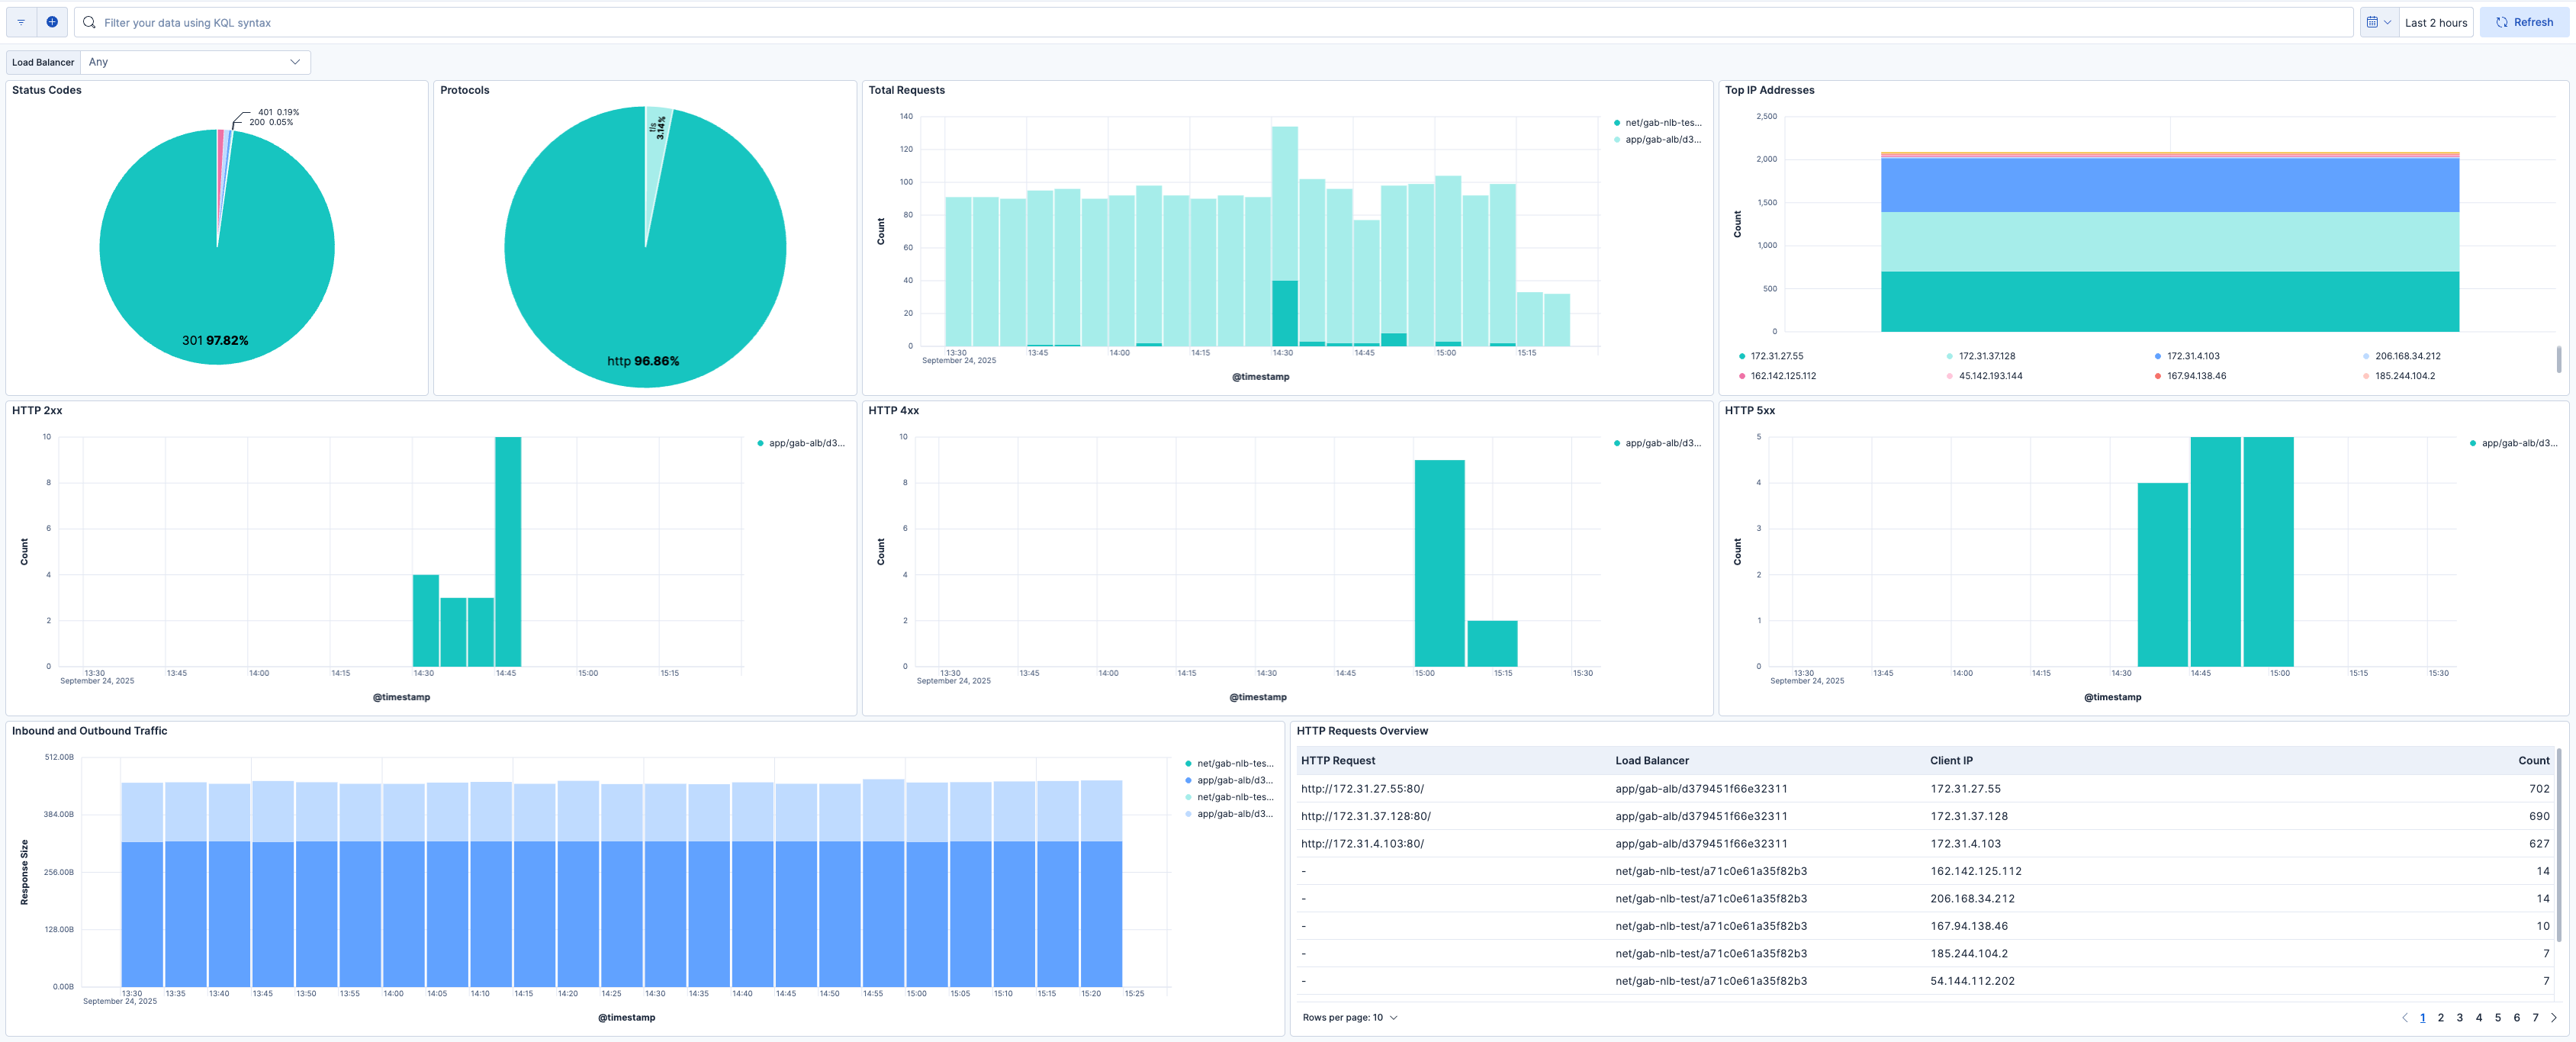 Filter your data using KQL syntax
Last 2 hours
Refresh
Load Balancer Any
Status Codes
401 0.19%
200 0.05%
301 97.82%
Protocols
tls 3.14%
http 96.86%
Total Requests
140
120
100
80
60
40
20
0
Count
13:30 13:45 14:00 14:15 14:30 14:45 15:00 15:15
September 24, 2025
@timestamp
net/gab-nlb-tes...
app/gab-alb/d3...
Top IP Addresses
2,500
2,000
1,500
1,000
500
0
Count
172.31.27.55 172.31.37.128 172.31.4.103 206.168.34.212
162.142.125.112 45.142.193.144 167.94.138.46 185.244.104.2
HTTP 2xx
10
8
6
4
2
0
Count
13:30 13:45 14:00 14:15 14:30 14:45 15:00 15:15
September 24, 2025
@timestamp
app/gab-alb/d3...
HTTP 4xx
10
8
6
4
2
0
Count
13:30 13:45 14:00 14:15 14:30 14:45 15:00 15:15 15:30
September 24, 2025
@timestamp
app/gab-alb/d3...
HTTP 5xx
5
4
3
2
1
0
Count
13:30 13:45 14:00 14:15 14:30 14:45 15:00 15:15 15:30
September 24, 2025
@timestamp
app/gab-alb/d3...
Inbound and Outbound Traffic
512.00B
384.00B
256.00B
128.00B
0.00B
Response Size
13:30 13:35 13:40 13:45 13:50 13:55 14:00 14:05 14:10 14:15 14:20 14:25 14:30 14:35 14:40 14:45 14:50 14:55 15:00 15:05 15:10 15:15 15:20 15:25
September 24, 2025
@timestamp
net/gab-nlb-tes...
app/gab-alb/d3...
net/gab-nlb-tes...
app/gab-alb/d3...
HTTP Requests Overview
HTTP Request Load Balancer Client IP Count
http://172.31.27.55:80/ app/gab-alb/d379451f66e32311 172.31.27.55 702
http://172.31.37.128:80/ app/gab-alb/d379451f66e32311 172.31.37.128 690
http://172.31.4.103:80/ app/gab-alb/d379451f66e32311 172.31.4.103 627
- net/gab-nlb-test/a71c0e61a35f82b3 162.142.125.112 14
- net/gab-nlb-test/a71c0e61a35f82b3 206.168.34.212 14
- net/gab-nlb-test/a71c0e61a35f82b3 167.94.138.46 10
- net/gab-nlb-test/a71c0e61a35f82b3 185.244.104.2 7
- net/gab-nlb-test/a71c0e61a35f82b3 54.144.112.202 7
Rows per page: 10
1 2 3 4 5 6 7